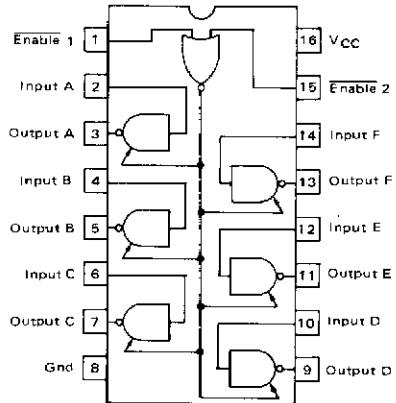 Enable 1 1 16 VCC
Input A 2 15 Enable 2
Output A 3 14 Input F
Input B 4 13 Output F
Output B 5 12 Input E
Input C 6 11 Output E
Output C 7 10 Input D
Gnd 8 9 Output D